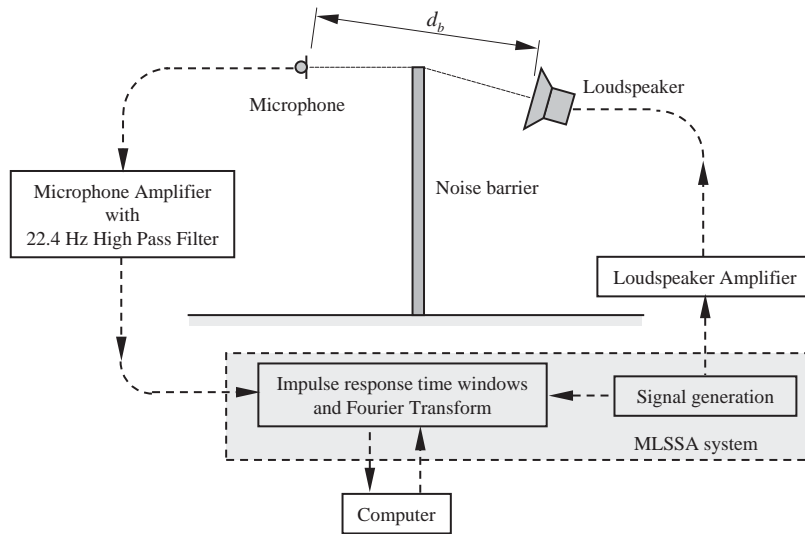 d_b
Loudspeaker
Microphone
Noise barrier
Microphone Amplifier
with
22.4 Hz High Pass Filter
Loudspeaker Amplifier
Impulse response time windows
and Fourier Transform
Signal generation
MLSSA system
Computer